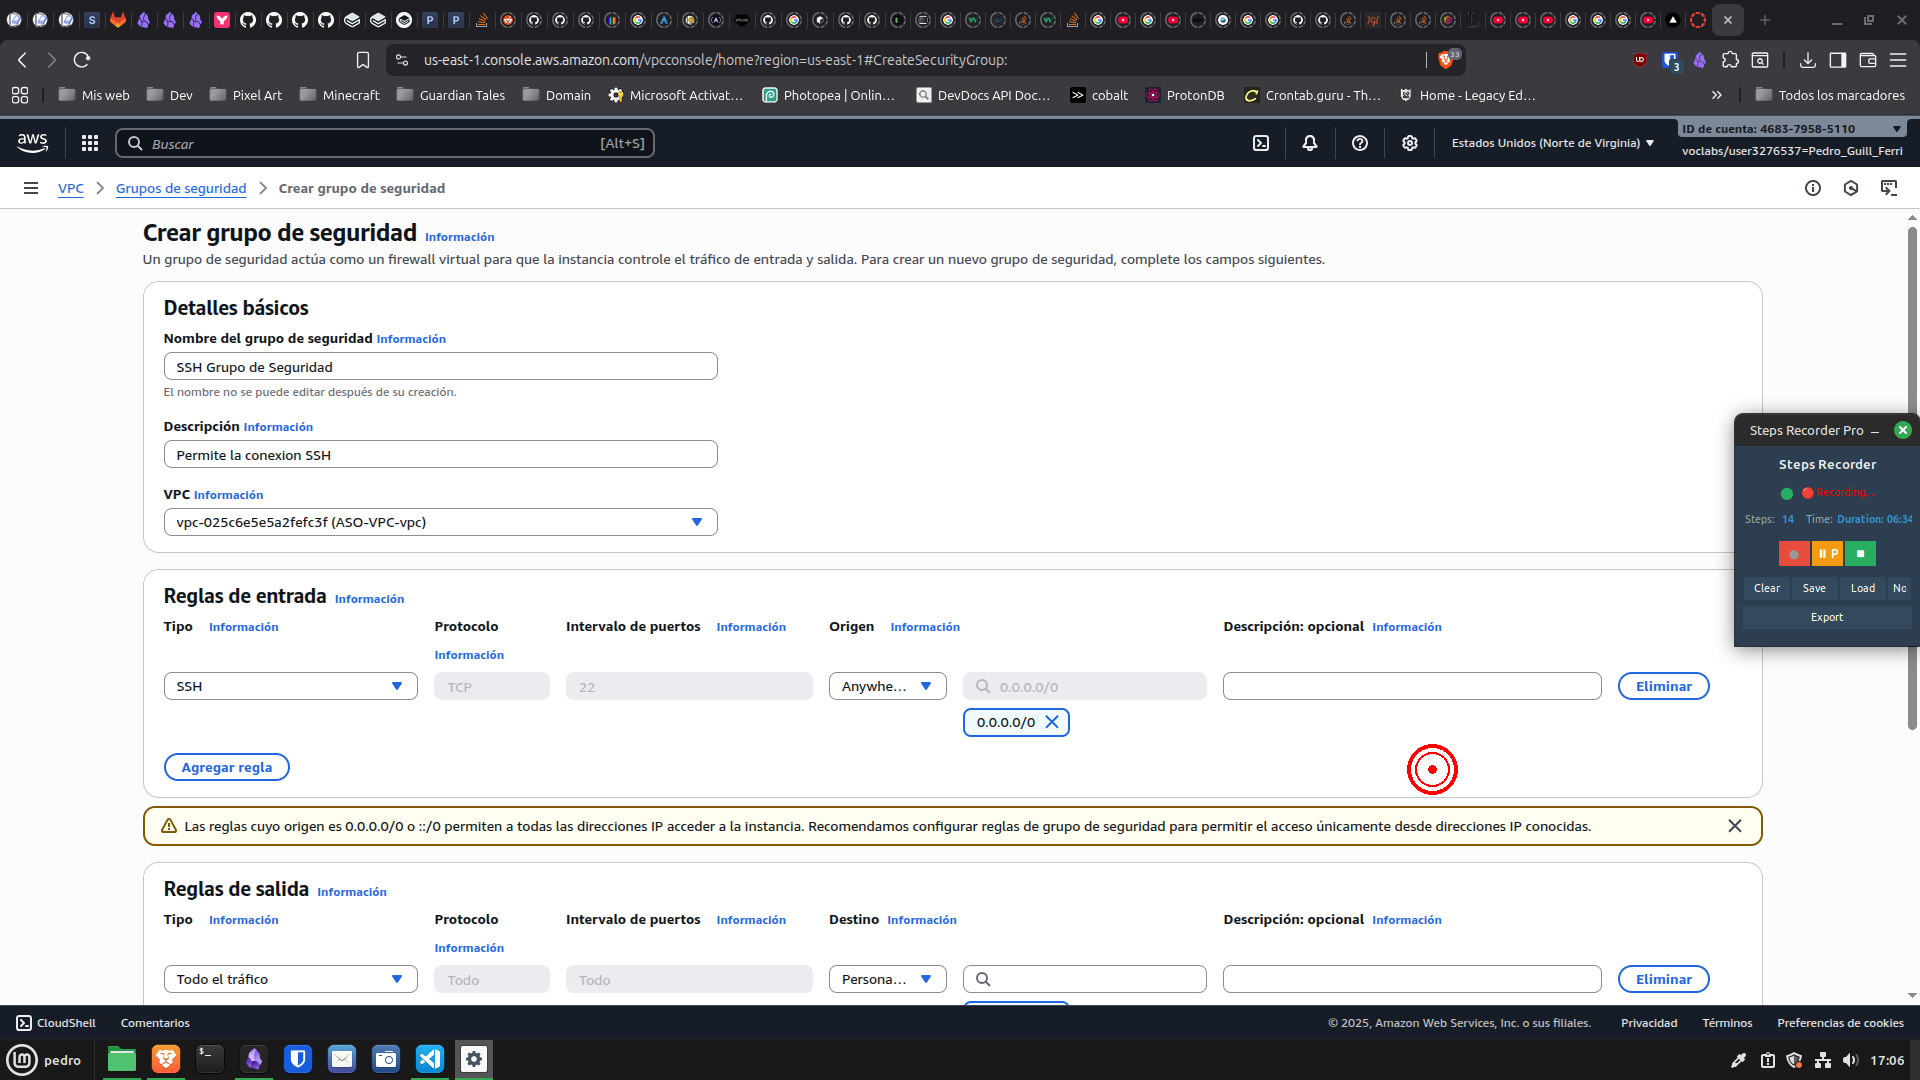 us-east-1.console.aws.amazon.com/vpcconsole/home?region=us-east-1#CreateSecurityGroup:
33
3
Mis web
Dev
Pixel Art
Minecraft
Guardian Tales
Domain
Microsoft Activat...
Photopea | Onlin...
DevDocs API Doc...
cobalt
ProtonDB
Crontab.guru - Th...
Home - Legacy Ed...
Todos los marcadores
aws
Buscar
[Alt+S]
Estados Unidos (Norte de Virginia)
ID de cuenta: 4683-7958-5110
voclabs/user3276537=Pedro_Guill_Ferri
VPC
Grupos de seguridad
Crear grupo de seguridad
Crear grupo de seguridad Información
Un grupo de seguridad actúa como un firewall virtual para que la instancia controle el tráfico de entrada y salida. Para crear un nuevo grupo de seguridad, complete los campos siguientes.
Detalles básicos
Nombre del grupo de seguridad Información
SSH Grupo de Seguridad
El nombre no se puede editar después de su creación.
Descripción Información
Permite la conexion SSH
VPC Información
vpc-025c6e5e5a2fefc3f (ASO-VPC-vpc)
Steps Recorder Pro
Steps Recorder
Recording...
Steps: 14 Time: Duration: 06:34
P
Clear Save Load No
Export
Reglas de entrada Información
Tipo Información Protocolo Información Intervalo de puertos Información Origen Información Descripción: opcional Información
SSH TCP 22 Anywhe... 0.0.0.0/0 Eliminar
0.0.0.0/0
Agregar regla
Las reglas cuyo origen es 0.0.0.0/0 o ::/0 permiten a todas las direcciones IP acceder a la instancia. Recomendamos configurar reglas de grupo de seguridad para permitir el acceso únicamente desde direcciones IP conocidas.
Reglas de salida Información
Tipo Información Protocolo Información Intervalo de puertos Información Destino Información Descripción: opcional Información
Todo el tráfico Todo Todo Persona... Eliminar
CloudShell
Comentarios
© 2025, Amazon Web Services, Inc. o sus filiales.
Privacidad
Términos
Preferencias de cookies
pedro
17:06